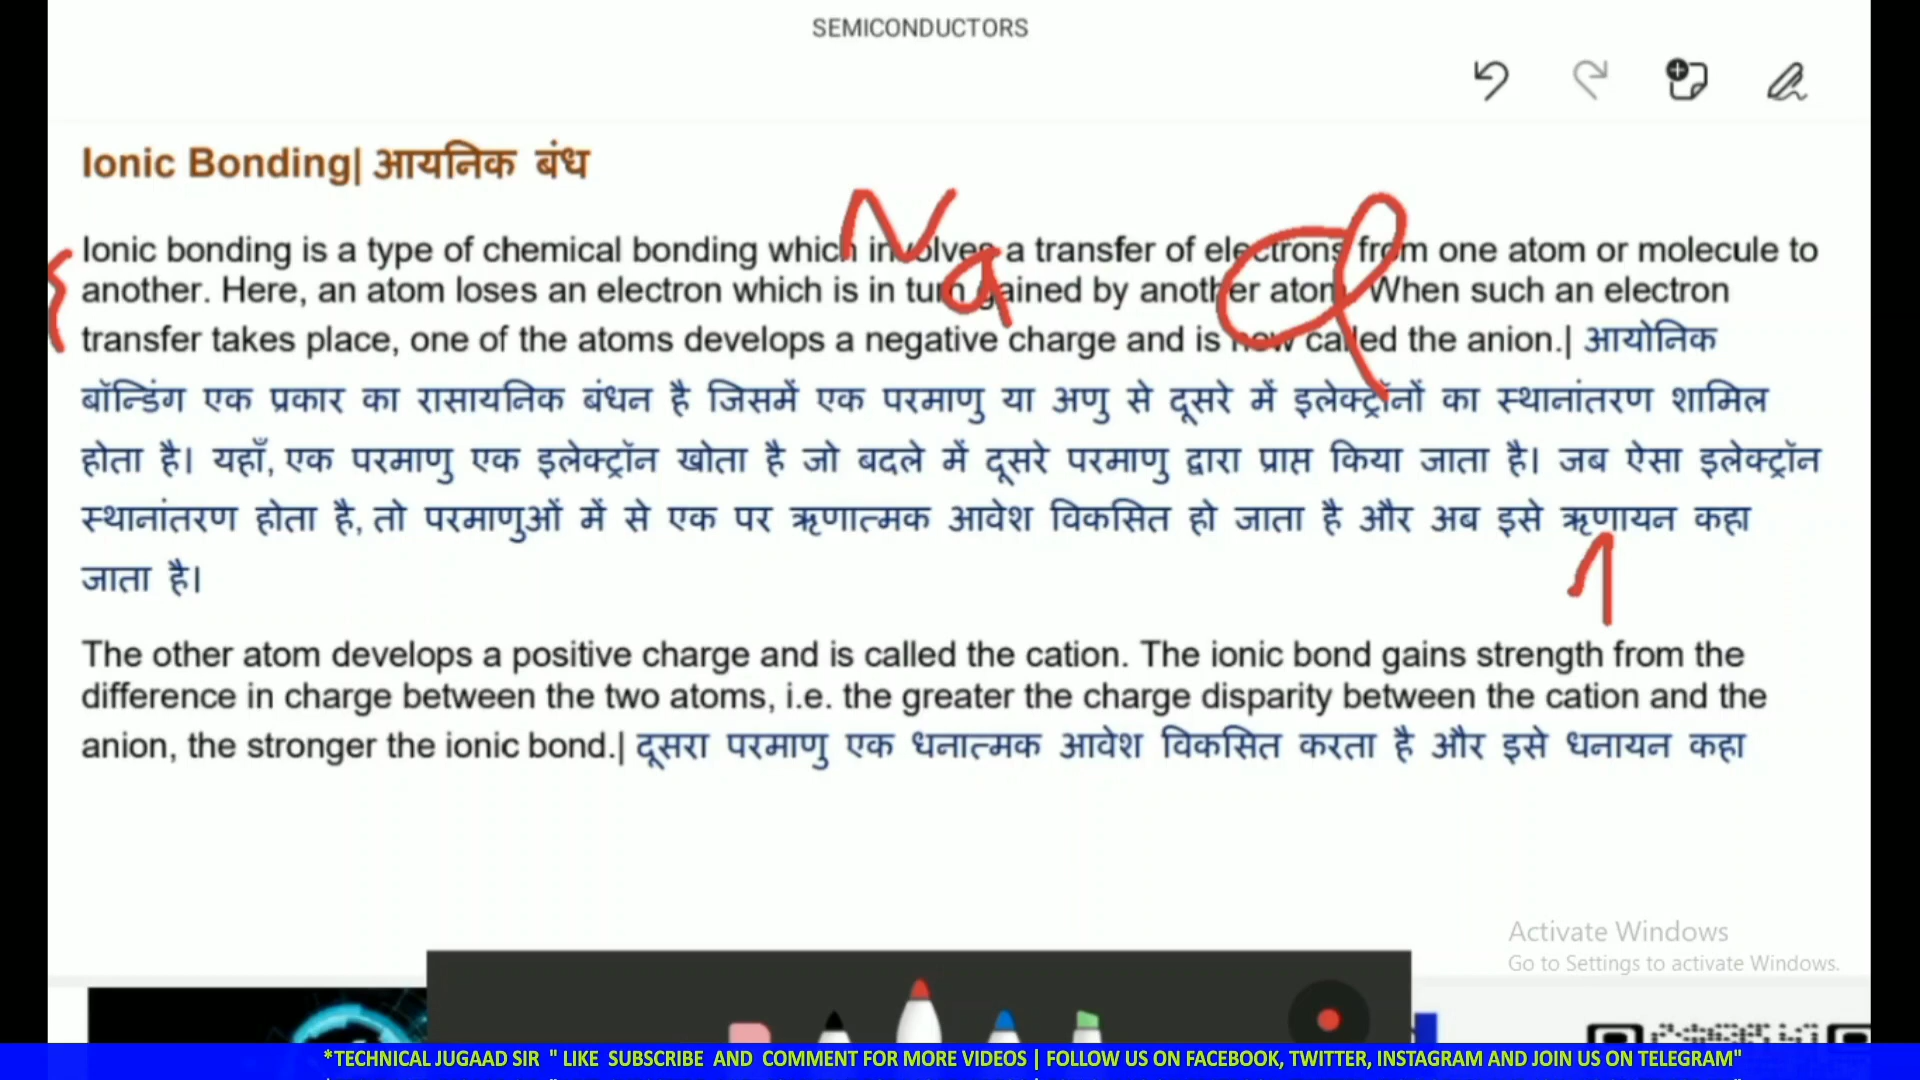 SEMICONDUCTORS
Ionic Bonding| आयनिक बंध
Ionic bonding is a type of chemical bonding which involves a transfer of electrons from one atom or molecule to
another. Here, an atom loses an electron which is in turn gained by another atom. When such an electron
transfer takes place, one of the atoms develops a negative charge and is now called the anion.| आयोनिक
बॉन्डिंग एक प्रकार का रासायनिक बंधन है जिसमें एक परमाणु या अणु से दूसरे में इलेक्ट्रॉनों का स्थानांतरण शामिल
होता है। यहाँ, एक परमाणु एक इलेक्ट्रॉन खोता है जो बदले में दूसरे परमाणु द्वारा प्राप्त किया जाता है। जब ऐसा इलेक्ट्रॉन
स्थानांतरण होता है, तो परमाणुओं में से एक पर ऋणात्मक आवेश विकसित हो जाता है और अब इसे ऋणायन कहा
जाता है।
Na
1
The other atom develops a positive charge and is called the cation. The ionic bond gains strength from the
difference in charge between the two atoms, i.e. the greater the charge disparity between the cation and the
anion, the stronger the ionic bond.| दूसरा परमाणु एक धनात्मक आवेश विकसित करता है और इसे धनायन कहा
Activate Windows
Go to Settings to activate Windows.
*TECHNICAL JUGAAD SIR " LIKE SUBSCRIBE AND COMMENT FOR MORE VIDEOS | FOLLOW US ON FACEBOOK, TWITTER, INSTAGRAM AND JOIN US ON TELEGRAM"